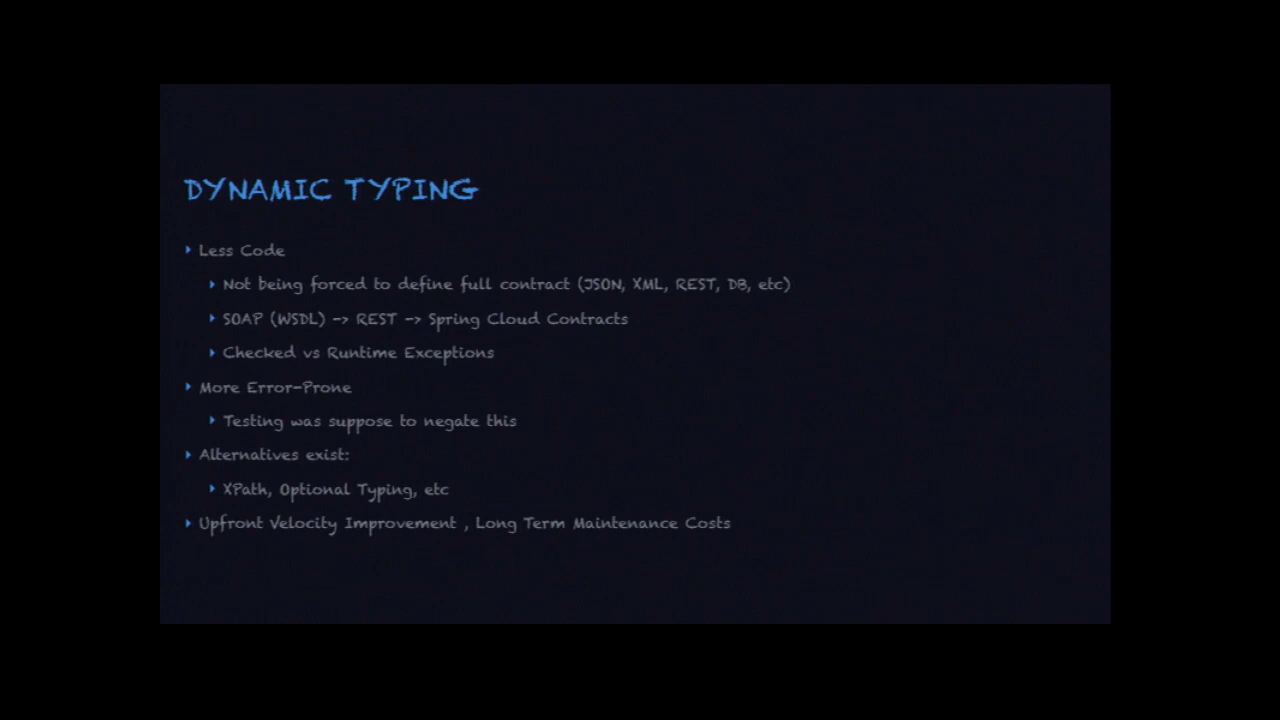 DYNAMIC TYPING
Less Code
Not being forced to define full contract (JSON, XML, REST, DB, etc)
SOAP (WSDL) -> REST -> Spring Cloud Contracts
Checked vs Runtime Exceptions
More Error-Prone
Testing was suppose to negate this
Alternatives exist:
XPath, Optional Typing, etc
Upfront Velocity Improvement , Long Term Maintenance Costs